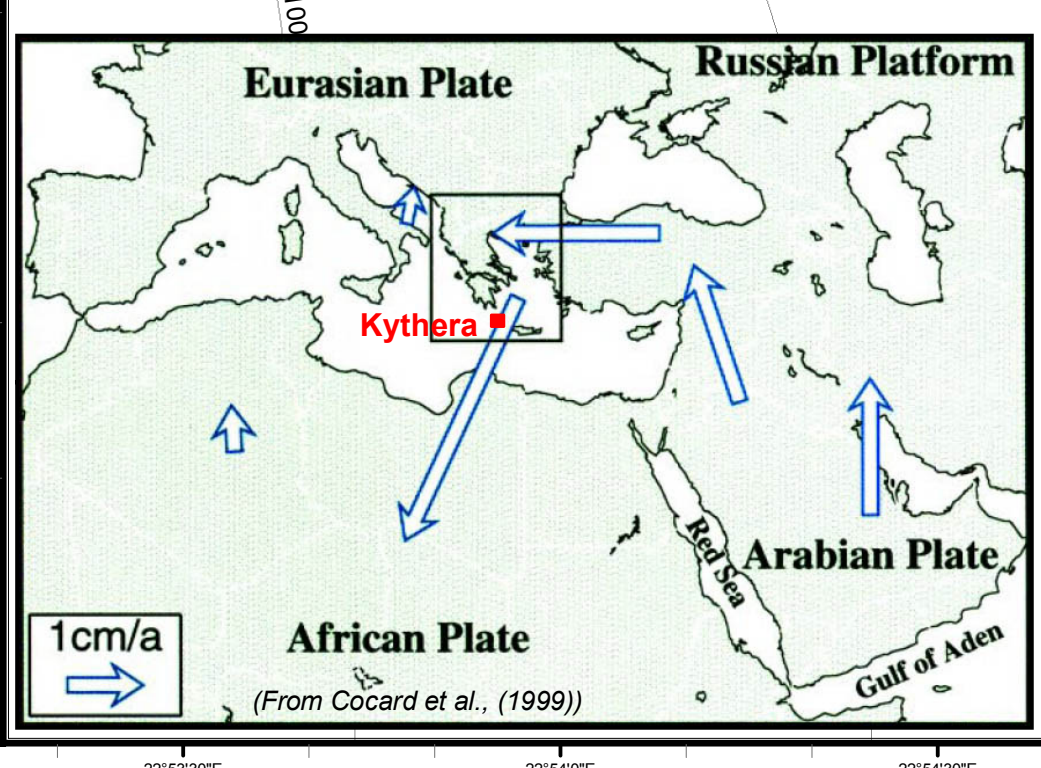 00
Eurasian Plate
Russian Platform
Kythera
Red Sea
Arabian Plate
1cm/a
African Plate
Gulf of Aden
(From Cocard et al., (1999))